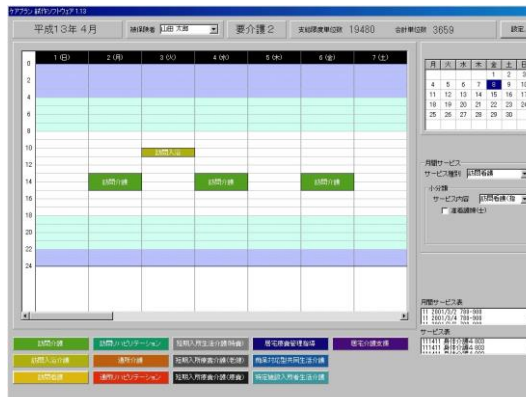 ケアプラン 試作ソフトウェア 1.13
平成13年4月 被保険者 山田 太郎 要介護2 支給限度単位数 19480 合計単位数 3659
1 (日) 2 (月) 3 (火) 4 (水) 5 (木) 6 (金) 7 (土)
0
2
4
6
8
10
12
14
16
18
20
22
24
訪問入浴
訪問介護 訪問介護 訪問介護
月 火 水 木 金 土 日
1 2 3
4 5 6 7 8 9 10
11 12 13 14 15 16 17
18 19 20 21 22 23 24
25 26 27 28 29 30
月間サービス
サービス種別 訪問看護
小分類
サービス内容 訪問看護(指
准看護師(士)
月間サービス表
サービス表
訪問介護 訪問リハビリテーション 短期入所生活介護(特養) 居宅療養管理指導 居宅介護支援
訪問入浴介護 通所介護 短期入所療養介護(老健) 痴呆対応型共同生活介護
訪問看護 通所リハビリテーション 短期入所療養介護(療養) 特定施設入所者生活介護